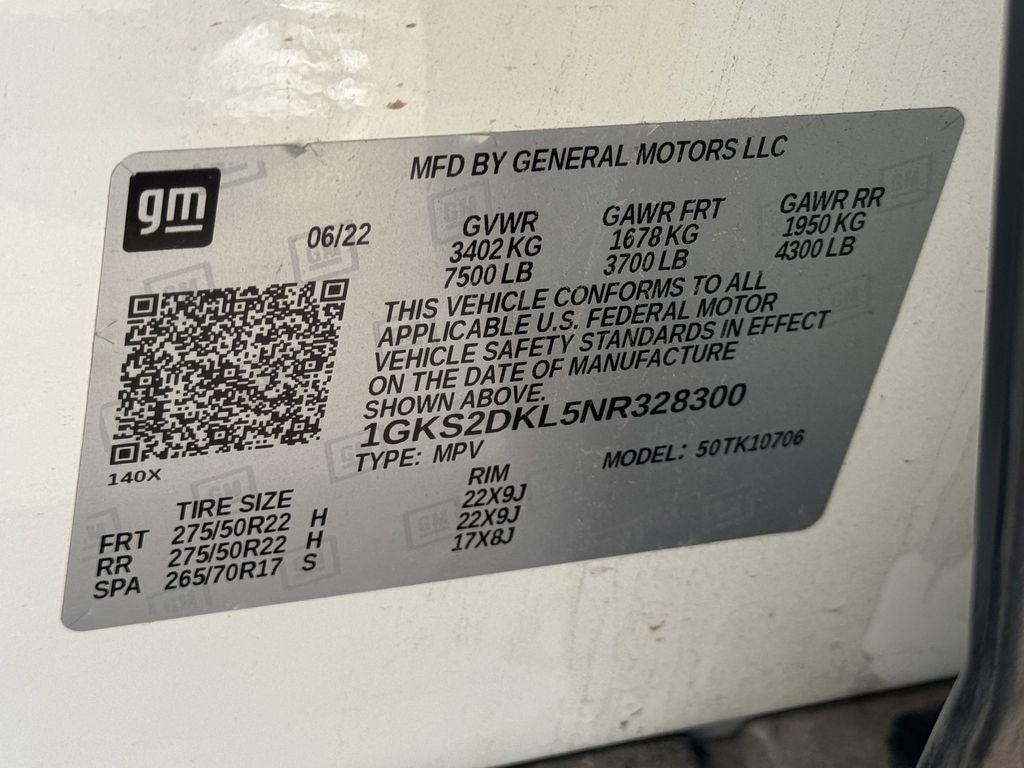 MFD BY GENERAL MOTORS LLC
gm
06/22
GVWR
3402 KG
7500 LB
GAWR FRT
1678 KG
3700 LB
GAWR RR
1950 KG
4300 LB
THIS VEHICLE CONFORMS TO ALL
APPLICABLE U.S. FEDERAL MOTOR
VEHICLE SAFETY STANDARDS IN EFFECT
ON THE DATE OF MANUFACTURE
SHOWN ABOVE.
1GKS2DKL5NR328300
TYPE: MPV MODEL: 50TK10706
140X
TIRE SIZE RIM
FRT 275/50R22 H 22X9J
RR 275/50R22 H 22X9J
SPA 265/70R17 S 17X8J